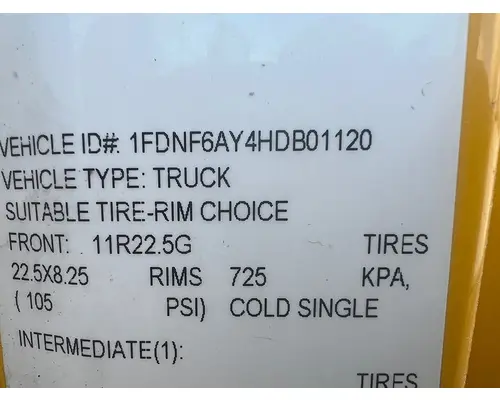 VEHICLE ID#: 1FDNF6AY4HDB01120
VEHICLE TYPE: TRUCK
SUITABLE TIRE-RIM CHOICE
FRONT: 11R22.5G TIRES
22.5X8.25 RIMS 725 KPA,
( 105 PSI) COLD SINGLE
INTERMEDIATE(1):
TIRES